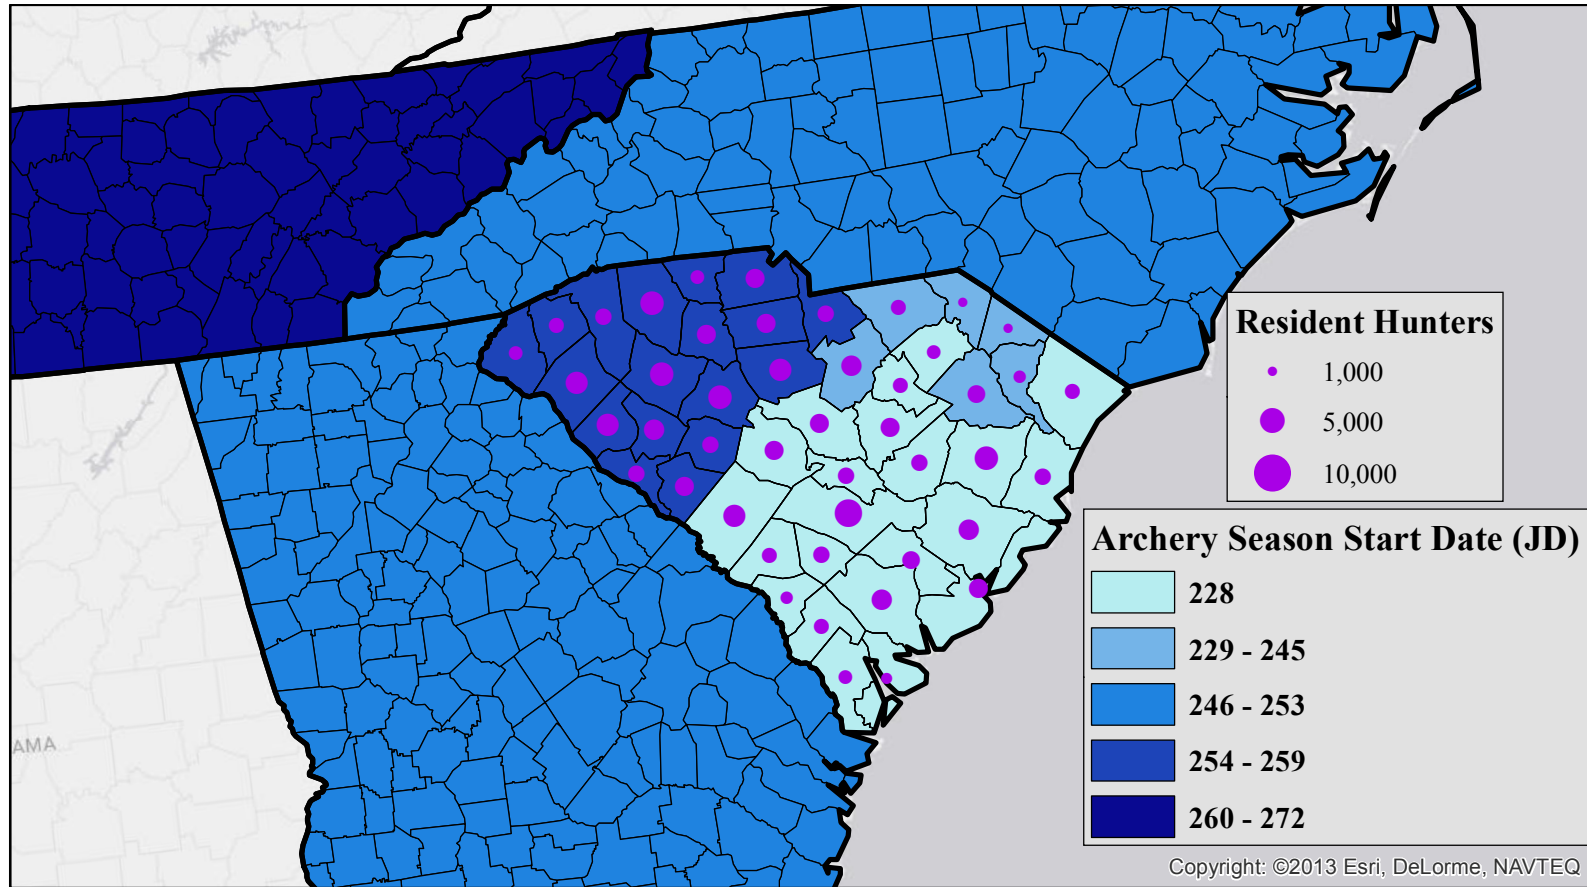 Resident Hunters
1,000
5,000
10,000
Archery Season Start Date (JD)
228
229 - 245
246 - 253
254 - 259
260 - 272
AMA
Copyright: ©2013 Esri, DeLorme, NAVTEQ